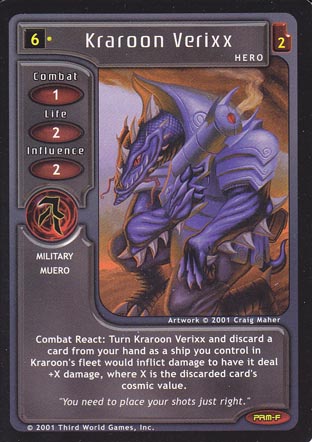 6
Kraroon Verixx
2
HERO
Combat
1
Life
2
Influence
2
MILITARY
MUERO
Artwork © 2001 Craig Maher
Combat React: Turn Kraroon Verixx and discard a
card from your hand as a ship you control in
Kraroon's fleet would inflict damage to have it deal
+X damage, where X is the discarded card's
cosmic value.
"You need to place your shots just right."
© 2001 Third World Games, Inc.
PRM-F